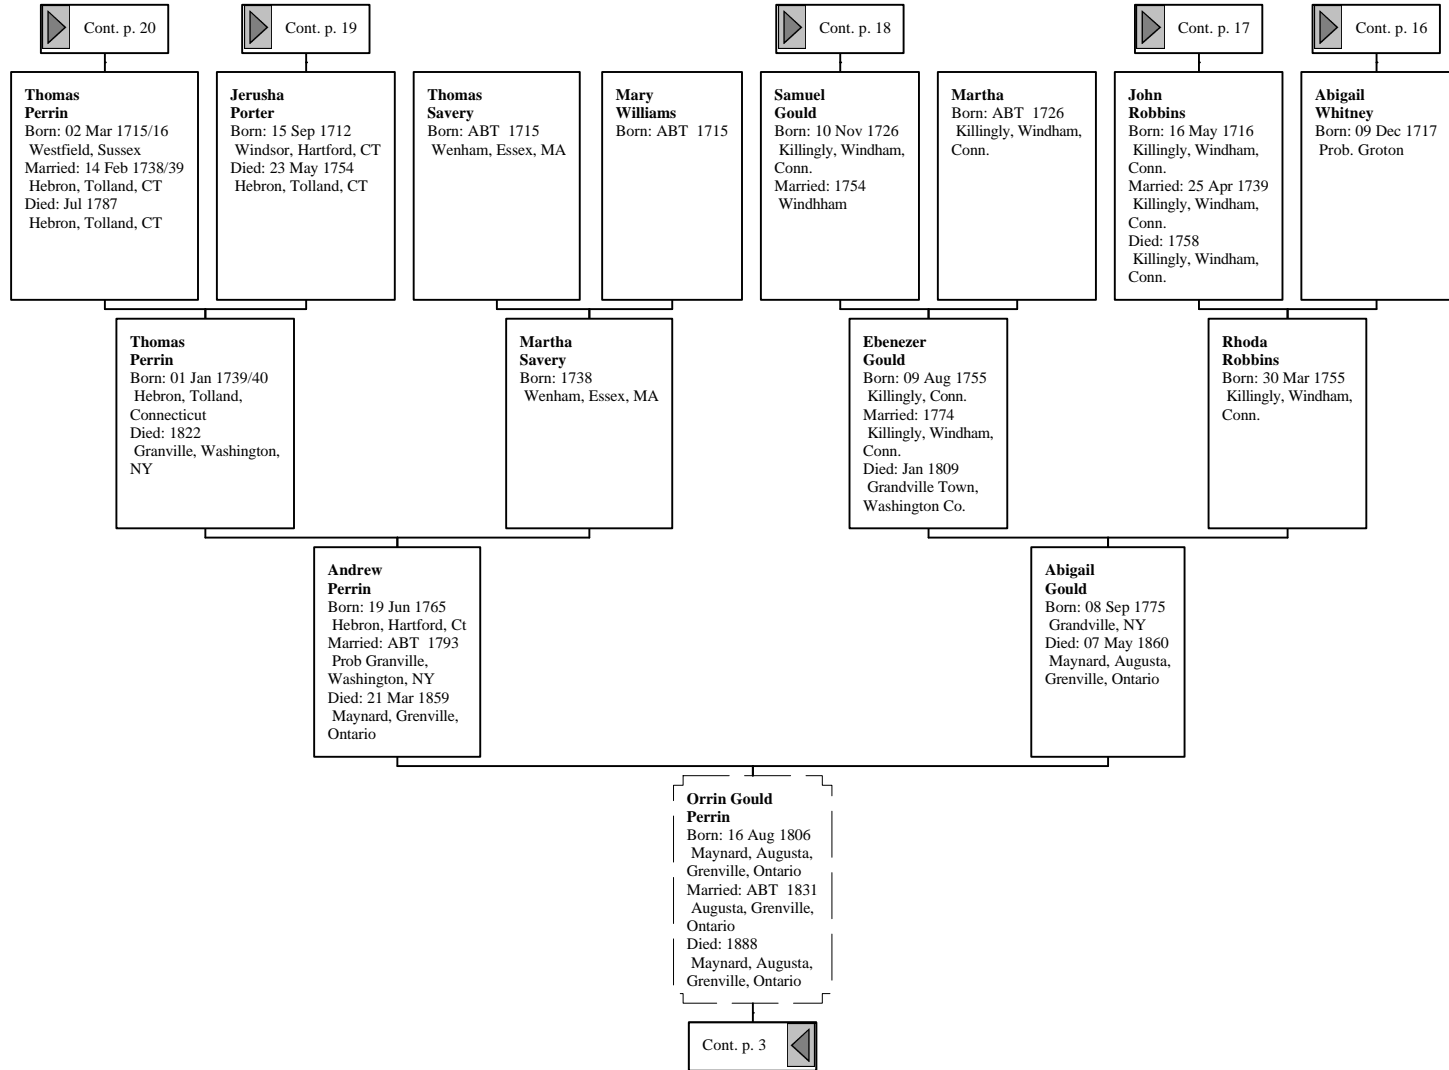 Cont. p. 20
Cont. p. 19
Cont. p. 18
Cont. p. 17
Cont. p. 16
Thomas
Perrin
Born: 02 Mar 1715/16
Westfield, Sussex
Married: 14 Feb 1738/39
Hebron, Tolland, CT
Died: Jul 1787
Hebron, Tolland, CT
Jerusha
Porter
Born: 15 Sep 1712
Windsor, Hartford, CT
Died: 23 May 1754
Hebron, Tolland, CT
Thomas
Savery
Born: ABT 1715
Wenham, Essex, MA
Mary
Williams
Born: ABT 1715
Samuel
Gould
Born: 10 Nov 1726
Killingly, Windham,
Conn.
Married: 1754
Windhham
Martha
Born: ABT 1726
Killingly, Windham,
Conn.
John
Robbins
Born: 16 May 1716
Killingly, Windham,
Conn.
Married: 25 Apr 1739
Killingly, Windham,
Conn.
Died: 1758
Killingly, Windham,
Conn.
Abigail
Whitney
Born: 09 Dec 1717
Prob. Groton
Thomas
Perrin
Born: 01 Jan 1739/40
Hebron, Tolland,
Connecticut
Died: 1822
Granville, Washington,
NY
Martha
Savery
Born: 1738
Wenham, Essex, MA
Ebenezer
Gould
Born: 09 Aug 1755
Killingly, Conn.
Married: 1774
Killingly, Windham,
Conn.
Died: Jan 1809
Grandville Town,
Washington Co.
Rhoda
Robbins
Born: 30 Mar 1755
Killingly, Windham,
Conn.
Andrew
Perrin
Born: 19 Jun 1765
Hebron, Hartford, Ct
Married: ABT 1793
Prob Granville,
Washington, NY
Died: 21 Mar 1859
Maynard, Grenville,
Ontario
Abigail
Gould
Born: 08 Sep 1775
Grandville, NY
Died: 07 May 1860
Maynard, Augusta,
Grenville, Ontario
Orrin Gould
Perrin
Born: 16 Aug 1806
Maynard, Augusta,
Grenville, Ontario
Married: ABT 1831
Augusta, Grenville,
Ontario
Died: 1888
Maynard, Augusta,
Grenville, Ontario
Cont. p. 3